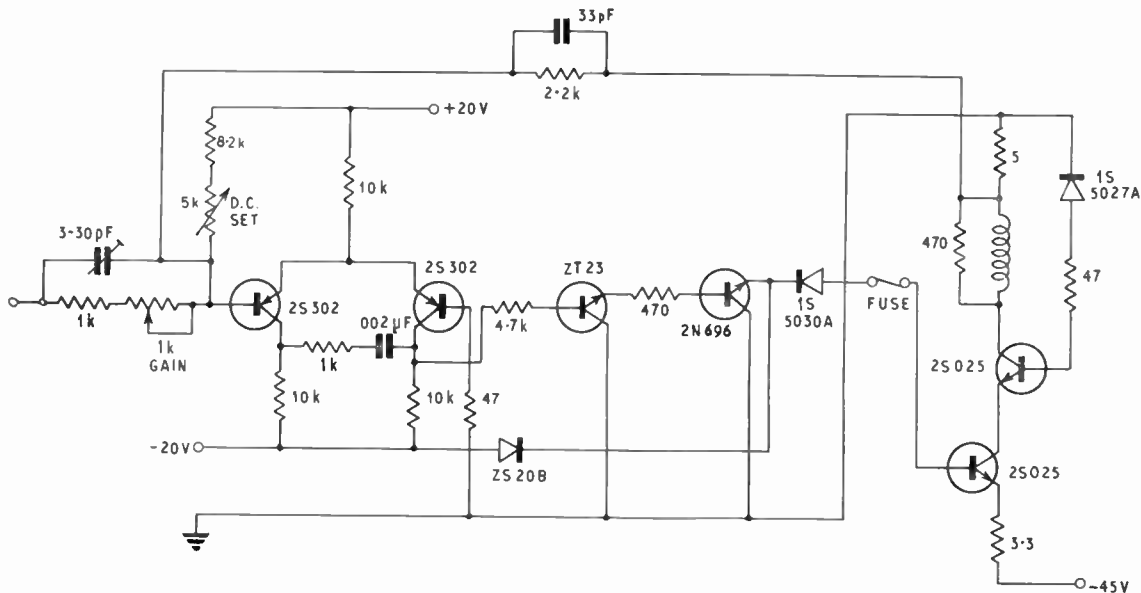 33pF
2·2k
+20V
8·2k
10k
5k
D.C.
SET
5
1S
5027A
3-30pF
2S302
470
47
ZT23
1k
2S302
4·7k
470
2N696
1S
5030A
FUSE
002µF
1k
GAIN
1k
2S025
10k
10k
47
-20V
ZS20B
2S025
3·3
-45V